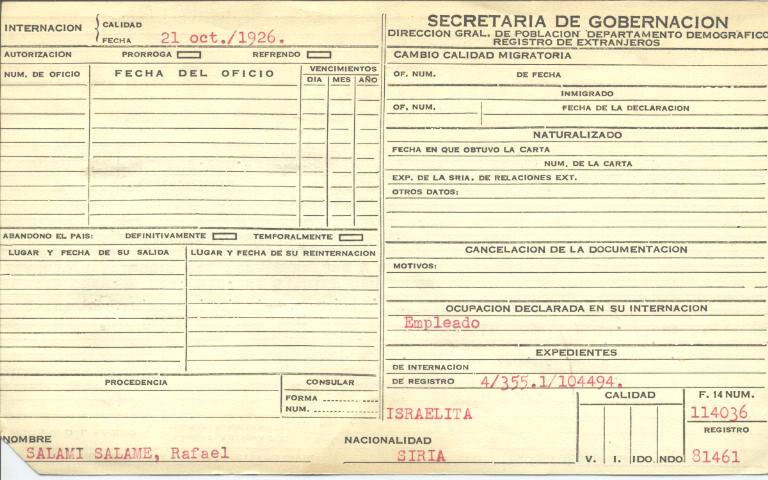 INTERNACION { CALIDAD
FECHA 21 oct./1926.
AUTORIZACION PRORROGA REFRENDO
NUM. DE OFICIO FECHA DEL OFICIO VENCIMIENTOS
DIA MES AÑO
ABANDONO EL PAIS: DEFINITIVAMENTE TEMPORALMENTE
LUGAR Y FECHA DE SU SALIDA LUGAR Y FECHA DE SU REINTERNACION
PROCEDENCIA CONSULAR
FORMA
NUM.
SECRETARIA DE GOBERNACION
DIRECCION GRAL. DE POBLACION DEPARTAMENTO DEMOGRAFICO
REGISTRO DE EXTRANJEROS
CAMBIO CALIDAD MIGRATORIA
OF. NUM. DE FECHA
INMIGRADO
OF. NUM. FECHA DE LA DECLARACION
NATURALIZADO
FECHA EN QUE OBTUVO LA CARTA
NUM. DE LA CARTA
EXP. DE LA SRIA. DE RELACIONES EXT.
OTROS DATOS:
CANCELACION DE LA DOCUMENTACION
MOTIVOS:
OCUPACION DECLARADA EN SU INTERNACION
Empleado
EXPEDIENTES
DE INTERNACION
DE REGISTRO 4/355.1/104494.
ISRAELITA
CALIDAD
V. I. IDO NDO
F. 14 NUM.
114036
REGISTRO
81461
NOMBRE
SALAMI SALAME, Rafael
NACIONALIDAD
SIRIA